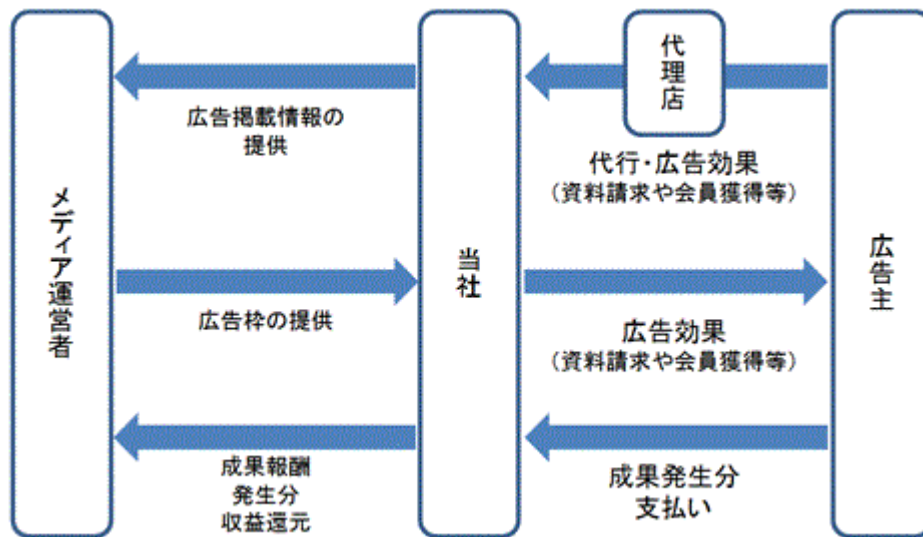 代理店
広告掲載情報の
提供
代行・広告効果
（資料請求や会員獲得等）
メディア運営者
当社
広告主
広告枠の提供
広告効果
（資料請求や会員獲得等）
成果報酬
発生分
収益還元
成果発生分
支払い